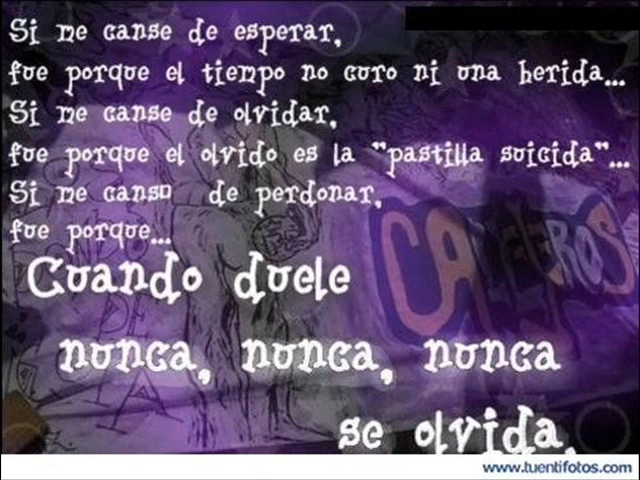 Si me canse de esperar,
fue porque el tiempo no curo ni una herida...
Si me canse de olvidar,
fue porque el olvido es la "pastilla suicida"...
Si me canso de perdonar,
fue porque...
CALLEJEROS
Cuando duele
nunca, nunca, nunca
se olvida.
www.tuentifotos.com